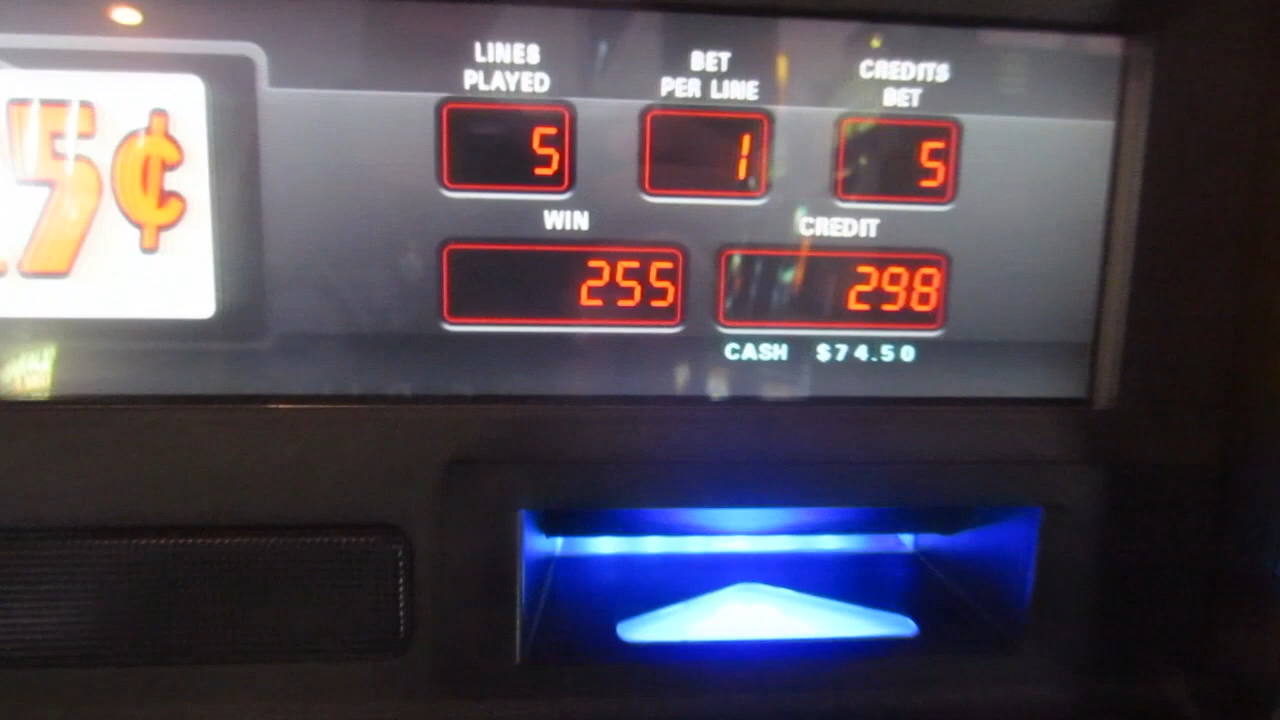 LINES
PLAYED
BET
PER LINE
CREDITS
BET
5¢
5
1
5
WIN
CREDIT
255
298
CASH $74.50